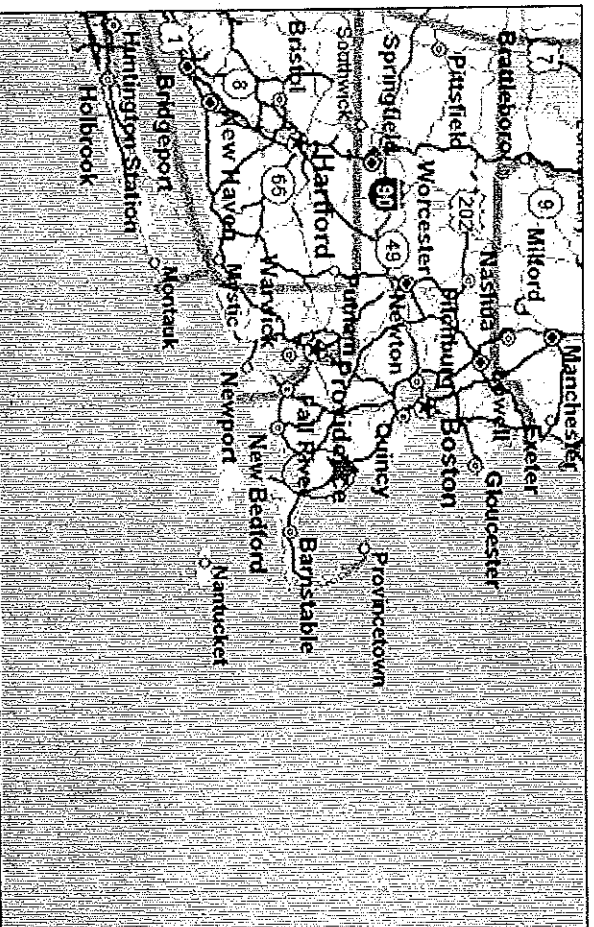 Manchester
7
9
Milford
Exeter
Brattleboro
Nashua
Lowell
Gloucester
202
Fitchburg
Boston
Pittsfield
Worcester
Newton
Springfield
90
49
Quincy
Provincetown
Southwick
Putnam
Providence
Hartford
Bristol
Fall River
Barnstable
66
Warwick
New Bedford
8
New Haven
Mystic
Newport
Nantucket
1
Bridgeport
Montauk
Huntington Station
Holbrook